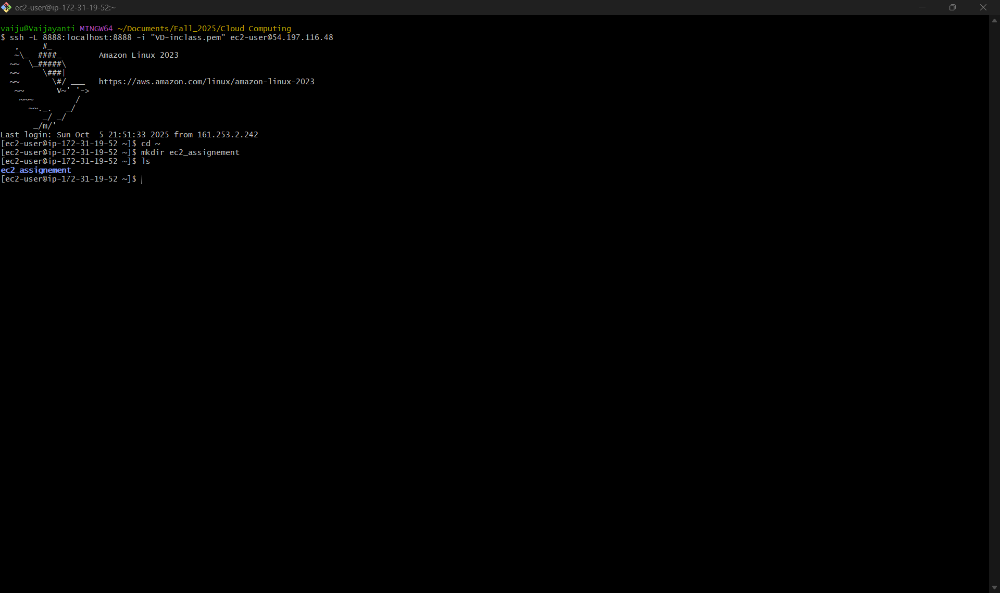 ec2-user@ip-172-31-19-52:~
vaiju@Vaijayanti MINGW64 ~/Documents/Fall_2025/Cloud Computing
$ ssh -L 8888:localhost:8888 -i "VD-inclass.pem" ec2-user@54.197.116.48
   ,     #_
   ~\_  ####_        Amazon Linux 2023
  ~~  \_#####\
  ~~     \###|
  ~~       \#/ ___   https://aws.amazon.com/linux/amazon-linux-2023
   ~~       V~' '->
    ~~~         /
      ~~._.   _/
         _/ _/
       _/m/'
Last login: Sun Oct  5 21:51:33 2025 from 161.253.2.242
[ec2-user@ip-172-31-19-52 ~]$ cd ~
[ec2-user@ip-172-31-19-52 ~]$ mkdir ec2_assignement
[ec2-user@ip-172-31-19-52 ~]$ ls
ec2_assignement
[ec2-user@ip-172-31-19-52 ~]$